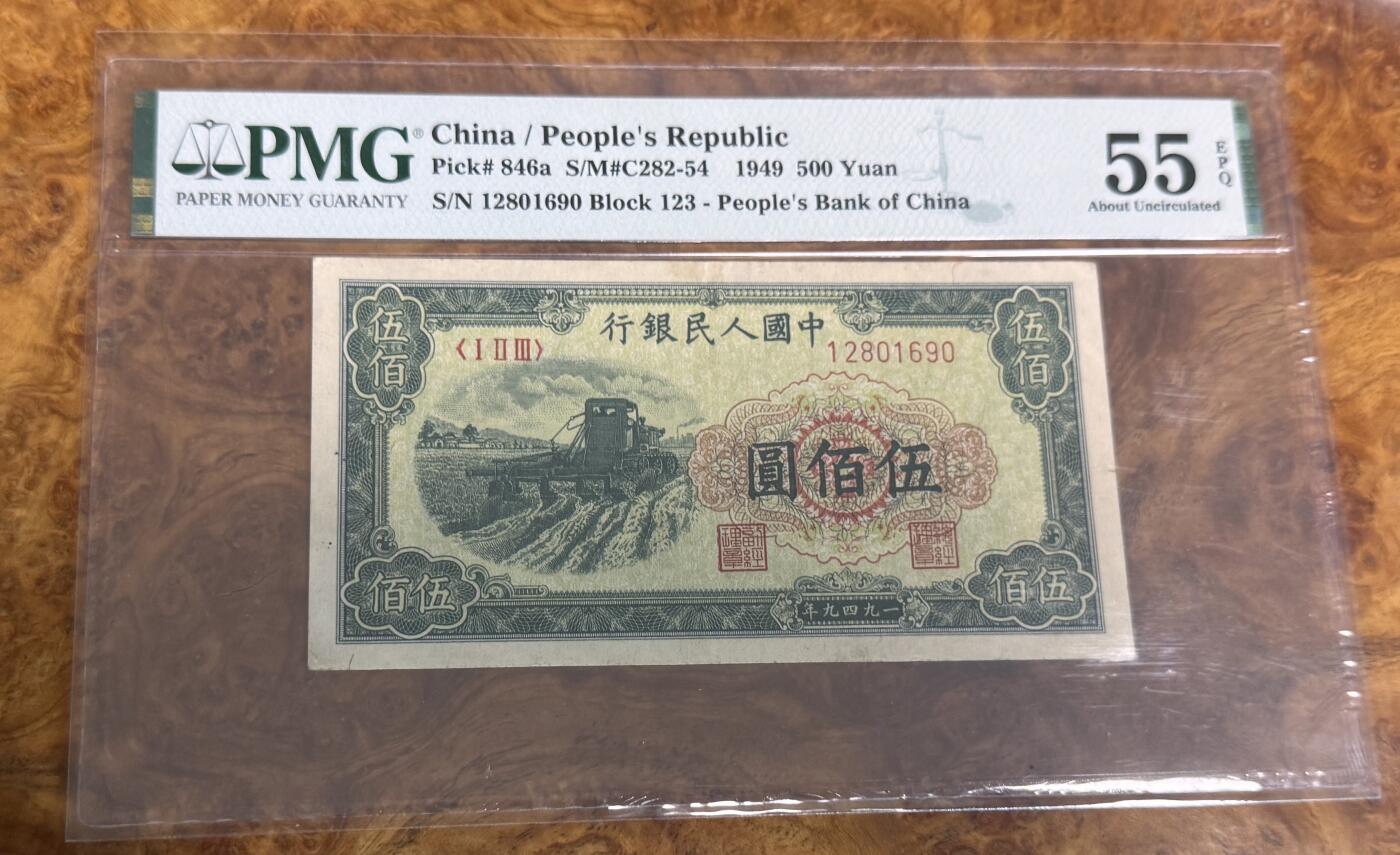 PMG®
PAPER MONEY GUARANTY
China / People's Republic
Pick# 846a S/M#C282-54 1949 500 Yuan
S/N 12801690 Block 123 - People's Bank of China
55
EPQ
About Uncirculated
行銀民人國中
〈Ⅰ Ⅱ Ⅲ〉
12801690
伍佰
伍佰
圓佰伍
佰伍
佰伍
年九四九一